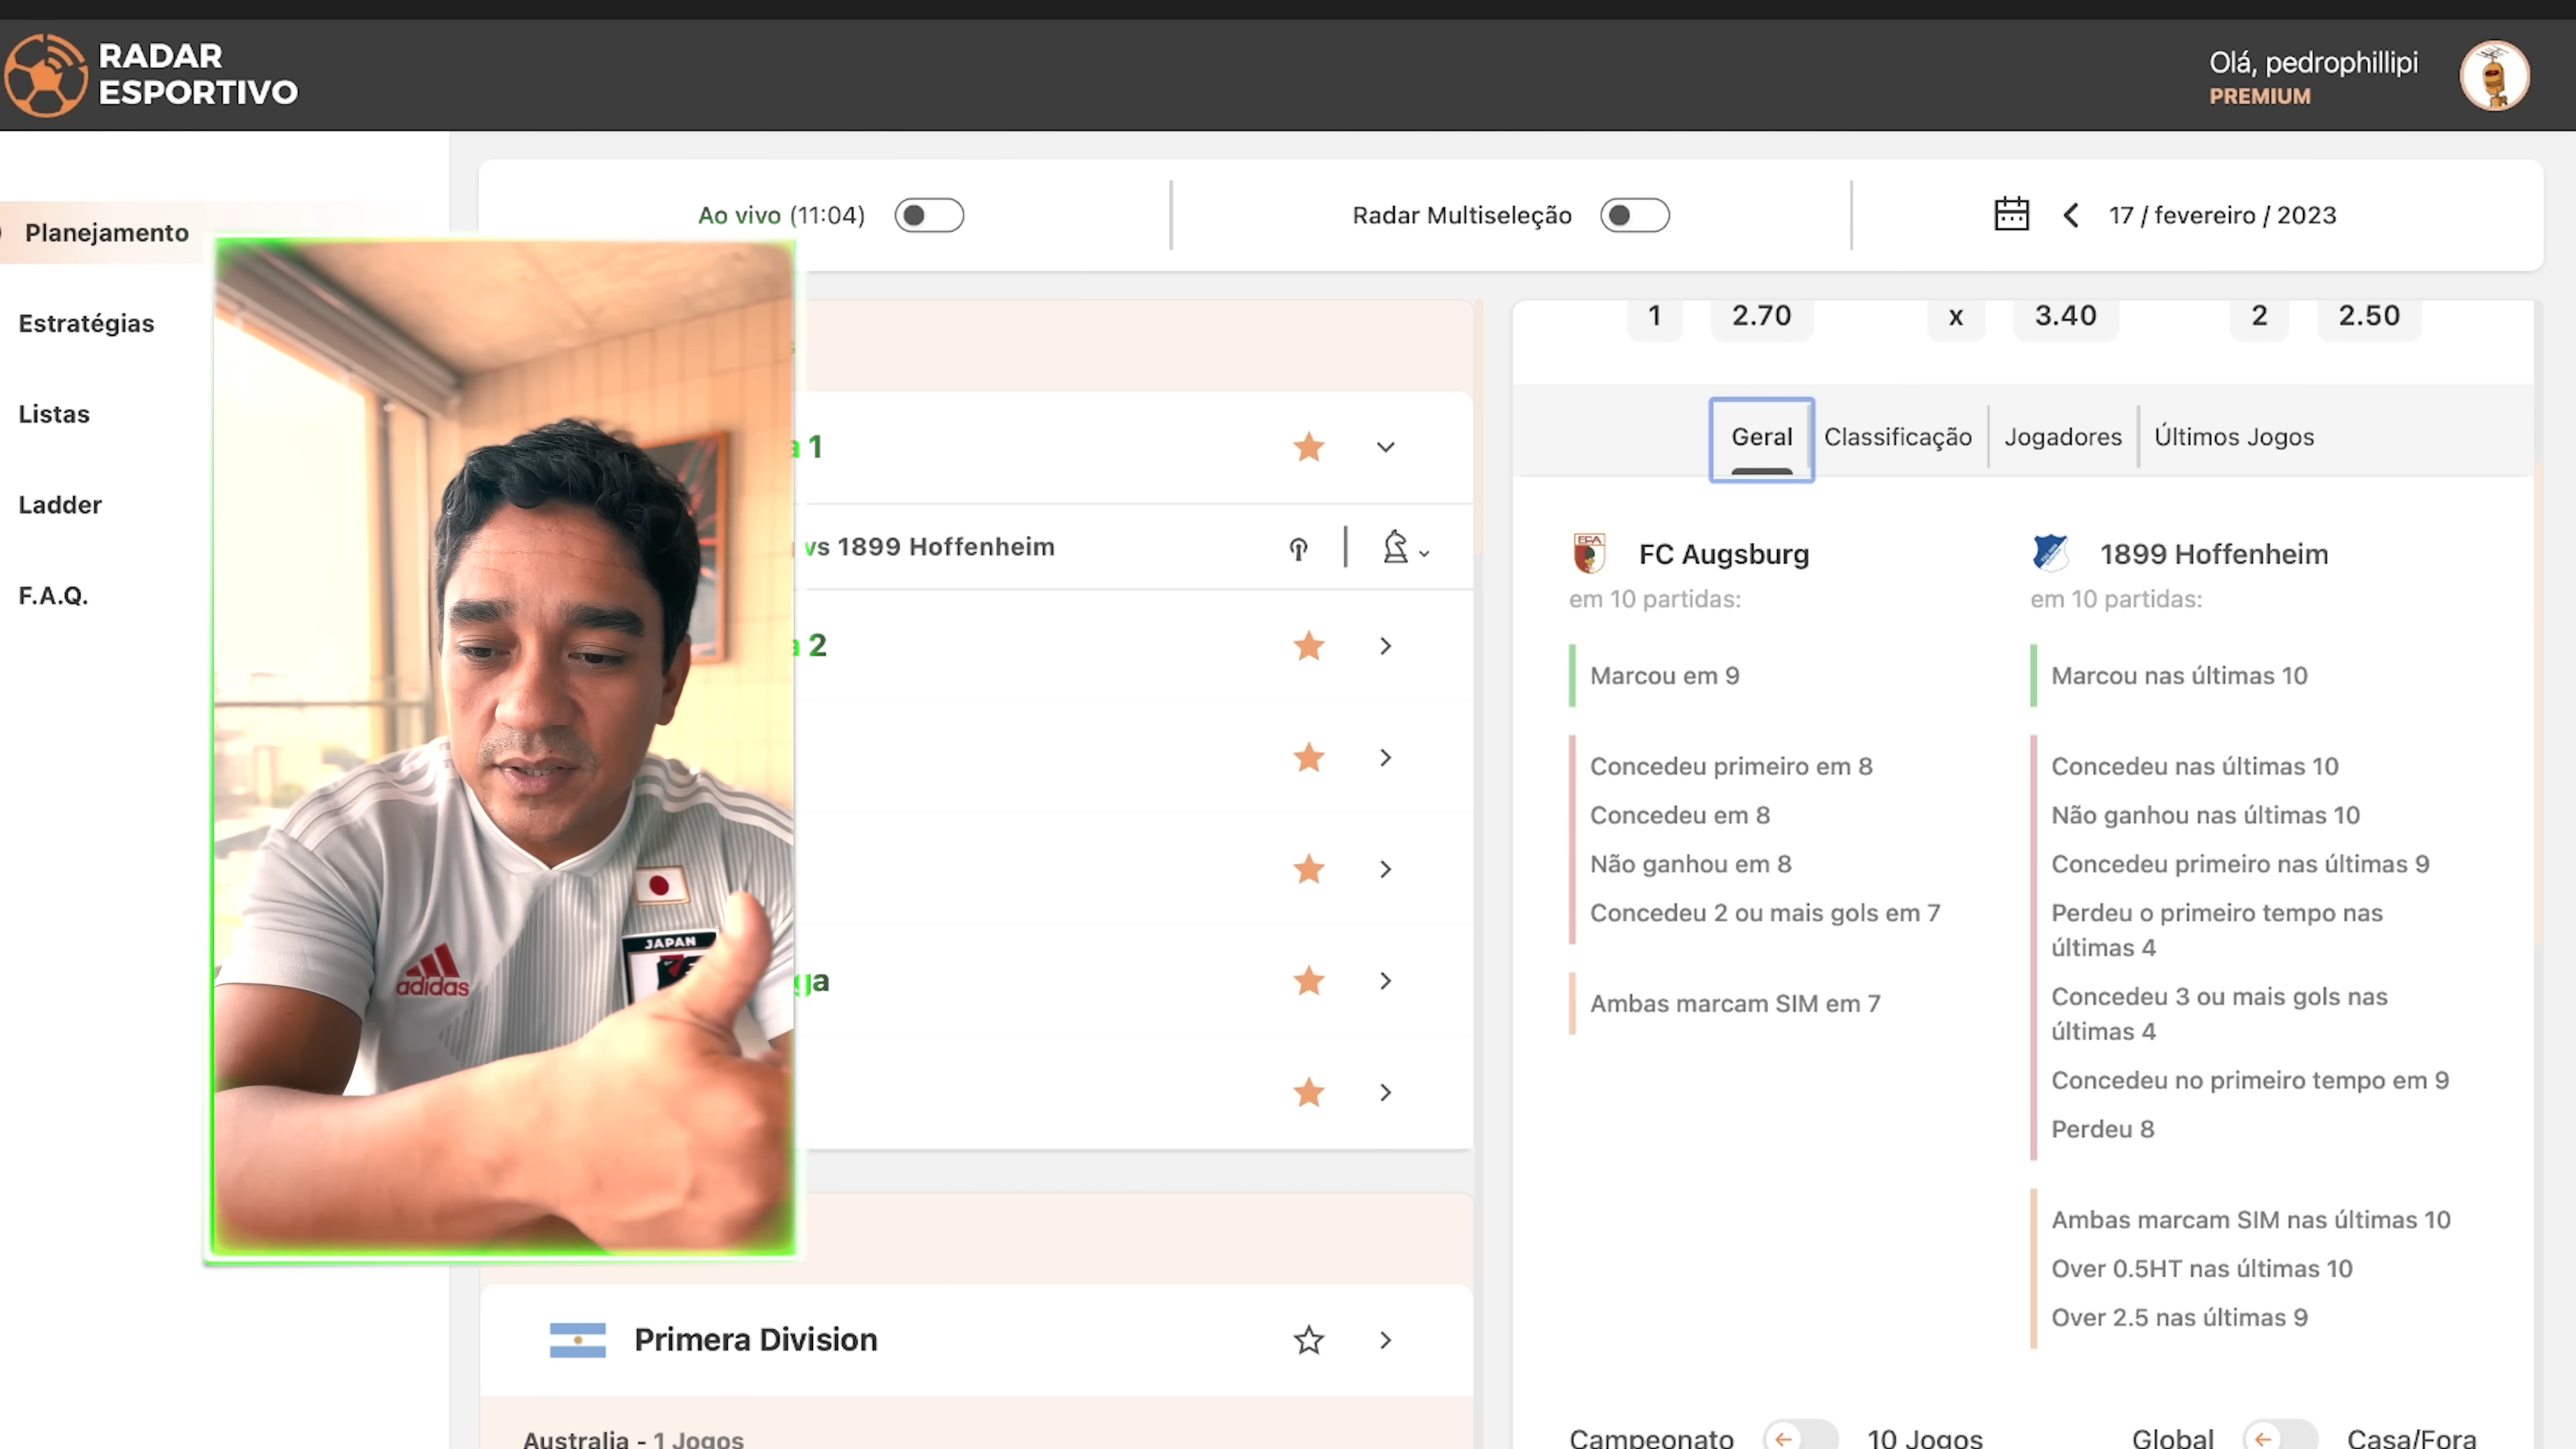 RADAR
ESPORTIVO
Olá, pedrophillipi
PREMIUM
Planejamento
Estratégias
Listas
Ladder
F.A.Q.
Ao vivo (11:04)
Radar Multiseleção
17 / fevereiro / 2023
1
vs 1899 Hoffenheim
2
ga
JAPAN
adidas
Primera Division
Australia - 1 Jogos
1 2.70 x 3.40 2 2.50
Geral Classificação Jogadores Últimos Jogos
FC Augsburg
em 10 partidas:
Marcou em 9
Concedeu primeiro em 8
Concedeu em 8
Não ganhou em 8
Concedeu 2 ou mais gols em 7
Ambas marcam SIM em 7
1899 Hoffenheim
em 10 partidas:
Marcou nas últimas 10
Concedeu nas últimas 10
Não ganhou nas últimas 10
Concedeu primeiro nas últimas 9
Perdeu o primeiro tempo nas
últimas 4
Concedeu 3 ou mais gols nas
últimas 4
Concedeu no primeiro tempo em 9
Perdeu 8
Ambas marcam SIM nas últimas 10
Over 0.5HT nas últimas 10
Over 2.5 nas últimas 9
Campeonato 10 Jogos Global Casa/Fora